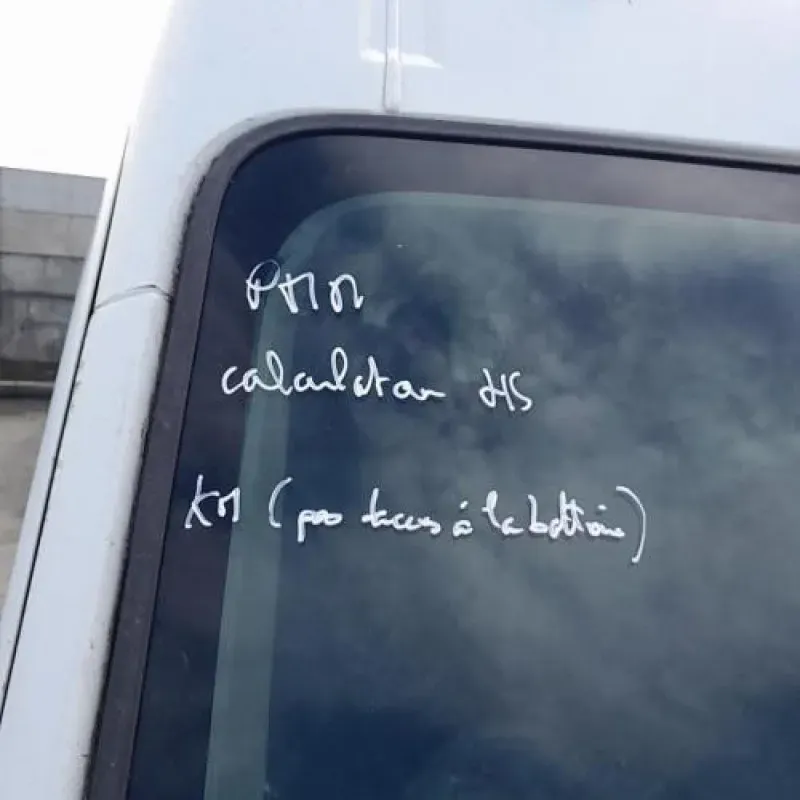 calculateur HS
KM (pas accès à la batterie)